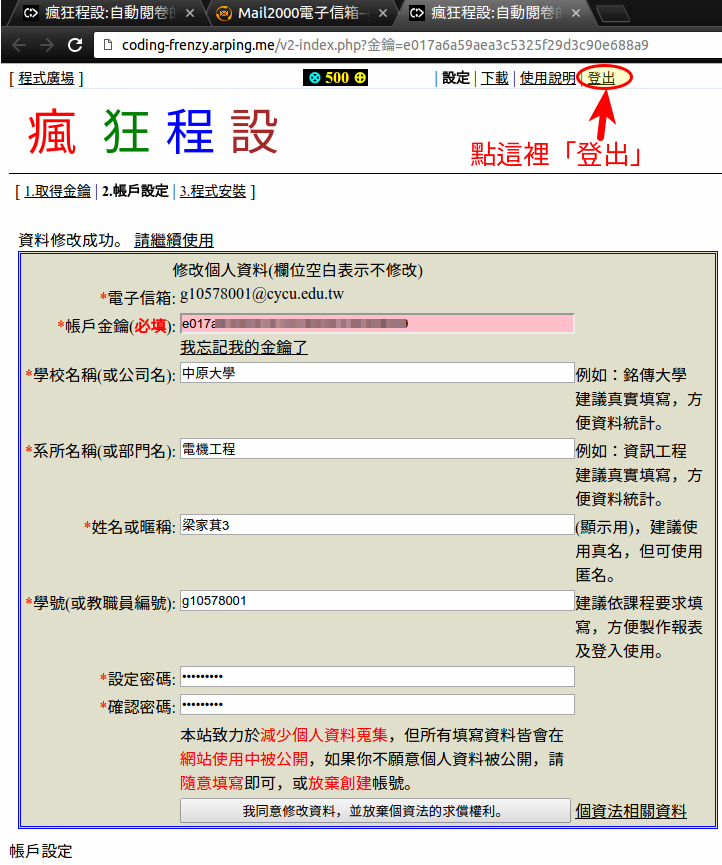 瘋狂程設:自動閱卷的
Mail2000電子信箱--
瘋狂程設:自動閱卷的
coding-frenzy.arping.me/v2-index.php?金鑰=e017a6a59aea3c5325f29d3c90e688a9
[ 程式廣場 ]
500
| 設定 | 下載 | 使用說明 | 登出
瘋狂程設
點這裡「登出」
[ 1.取得金鑰 | 2.帳戶設定 | 3.程式安裝 ]
資料修改成功。 請繼續使用
修改個人資料(欄位空白表示不修改)
*電子信箱: g10578001@cycu.edu.tw
*帳戶金鑰(必填): e017a
我忘記我的金鑰了
*學校名稱(或公司名): 中原大學 例如：銘傳大學
建議真實填寫，方
便資料統計。
*系所名稱(或部門名): 電機工程 例如：資訊工程
建議真實填寫，方
便資料統計。
*姓名或暱稱: 梁家萁3 (顯示用)，建議使
用真名，但可使用
匿名。
*學號(或教職員編號): g10578001 建議依課程要求填
寫，方便製作報表
及登入使用。
*設定密碼: •••••••••
*確認密碼: •••••••••
本站致力於減少個人資料蒐集，但所有填寫資料皆會在
網站使用中被公開，如果你不願意個人資料被公開，請
隨意填寫即可，或放棄創建帳號。
我同意修改資料，並放棄個資法的求償權利。 個資法相關資料
帳戶設定